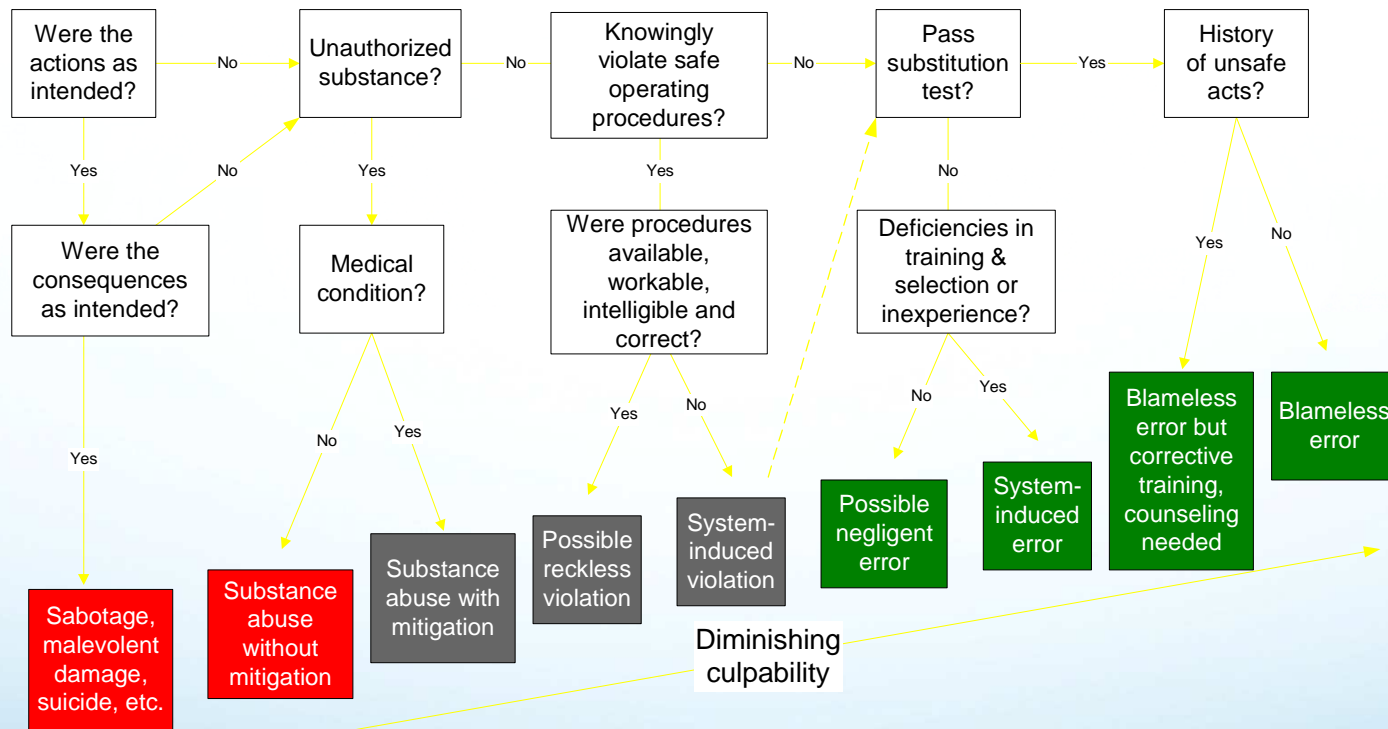 Were the
actions as
intended?
No
Unauthorized
substance?
No
Knowingly
violate safe
operating
procedures?
No
Pass
substitution
test?
Yes
History
of unsafe
acts?
Yes
No
Yes
Yes
No
Were the
consequences
as intended?
Medical
condition?
Were procedures
available,
workable,
intelligible and
correct?
Deficiencies in
training &
selection or
inexperience?
Yes
No
Yes
No
Yes
Yes
No
No
Yes
Sabotage,
malevolent
damage,
suicide, etc.
Substance
abuse
without
mitigation
Substance
abuse with
mitigation
Possible
reckless
violation
System-
induced
violation
Possible
negligent
error
System-
induced
error
Blameless
error but
corrective
training,
counseling
needed
Blameless
error
Diminishing
culpability